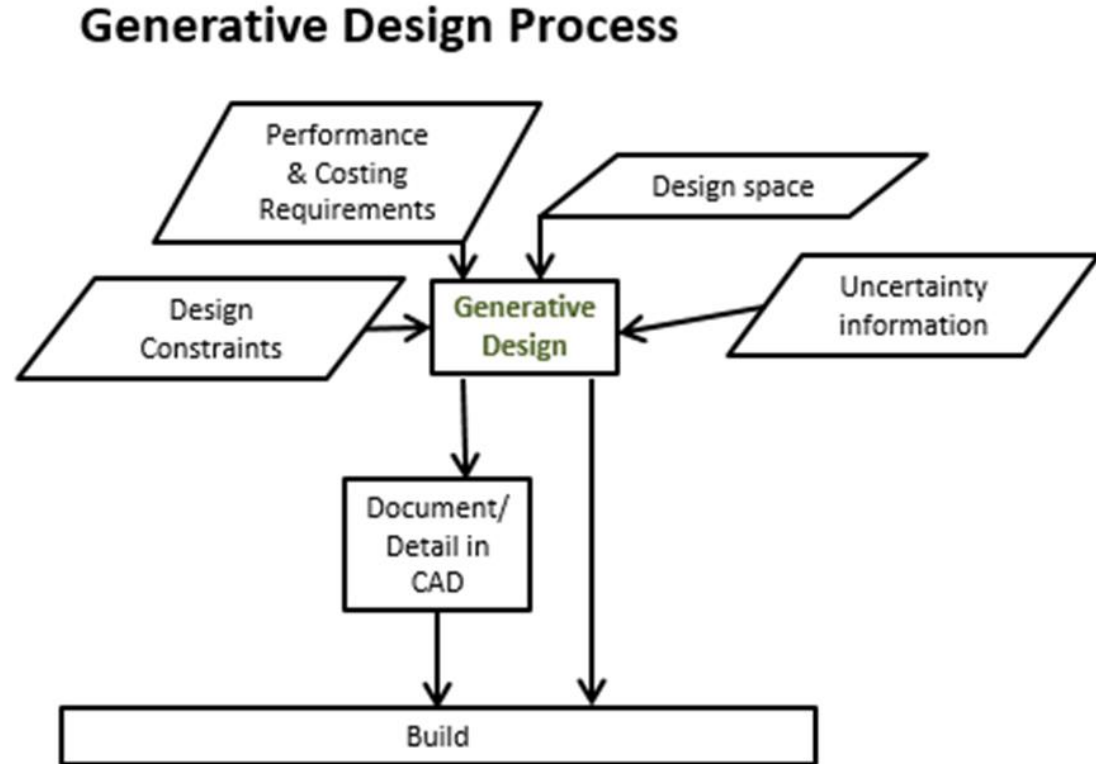 Generative Design Process
Performance
& Costing
Requirements
Design space
Design
Constraints
Generative
Design
Uncertainty
information
Document/
Detail in
CAD
Build